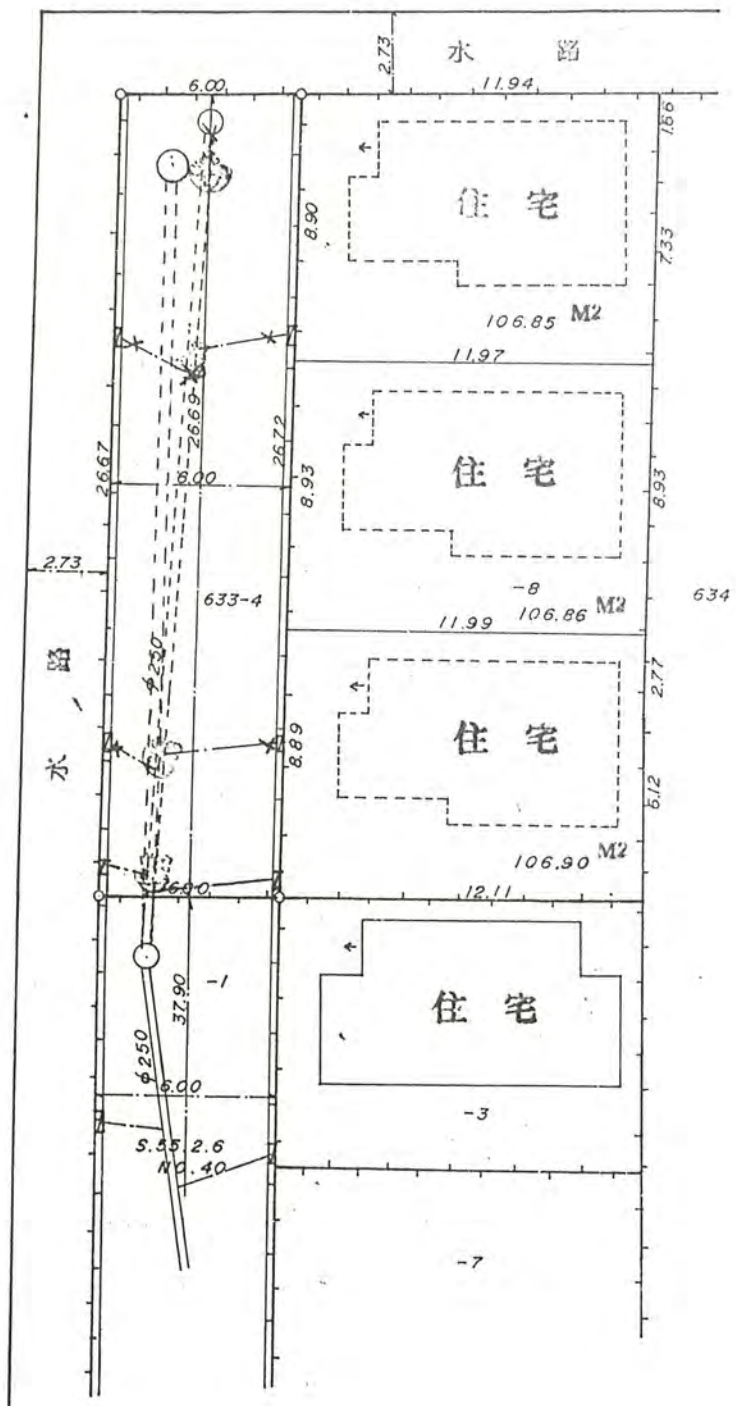 水 路
2.73
6.00
11.94
1.66
住 宅
8.90
7.33
106.85 M2
11.97
26.69
26.67
26.72
住 宅
6.00
8.93
8.93
2.73
633-4
-8
634
106.86 M2
11.99
水 路
φ250
2.77
住 宅
8.89
6.12
106.90 M2
6.00
12.11
-1
住 宅
37.90
φ250
6.00
-3
S.55.2.6
NO.40
-7